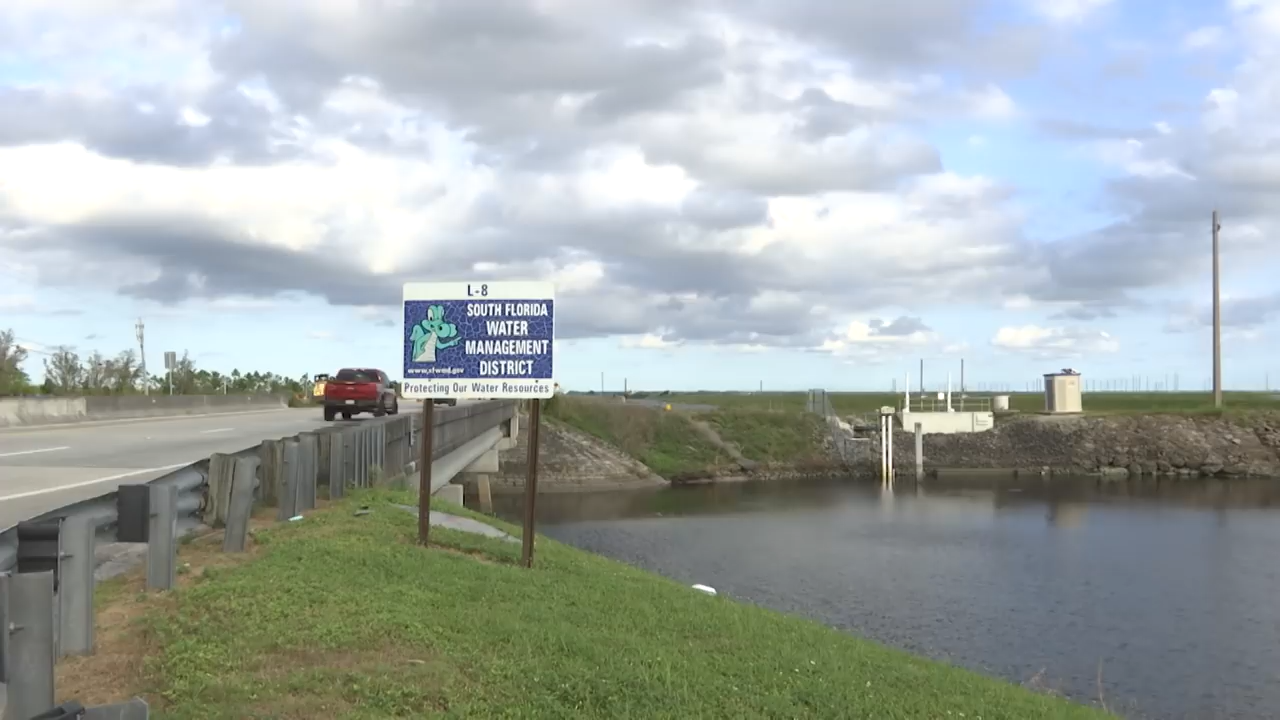 L-8
SOUTH FLORIDA
WATER
MANAGEMENT
DISTRICT
www.sfwmd.gov
Protecting Our Water Resources